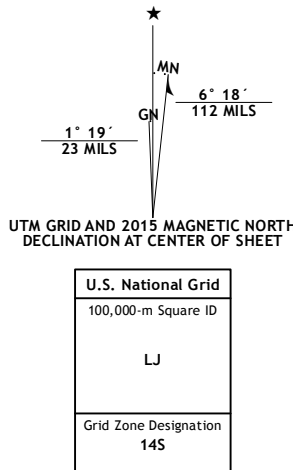 MN
GN
6° 18´
112 MILS
1° 19´
23 MILS
UTM GRID AND 2015 MAGNETIC NORTH
DECLINATION AT CENTER OF SHEET
U.S. National Grid
100,000-m Square ID
LJ
Grid Zone Designation
14S